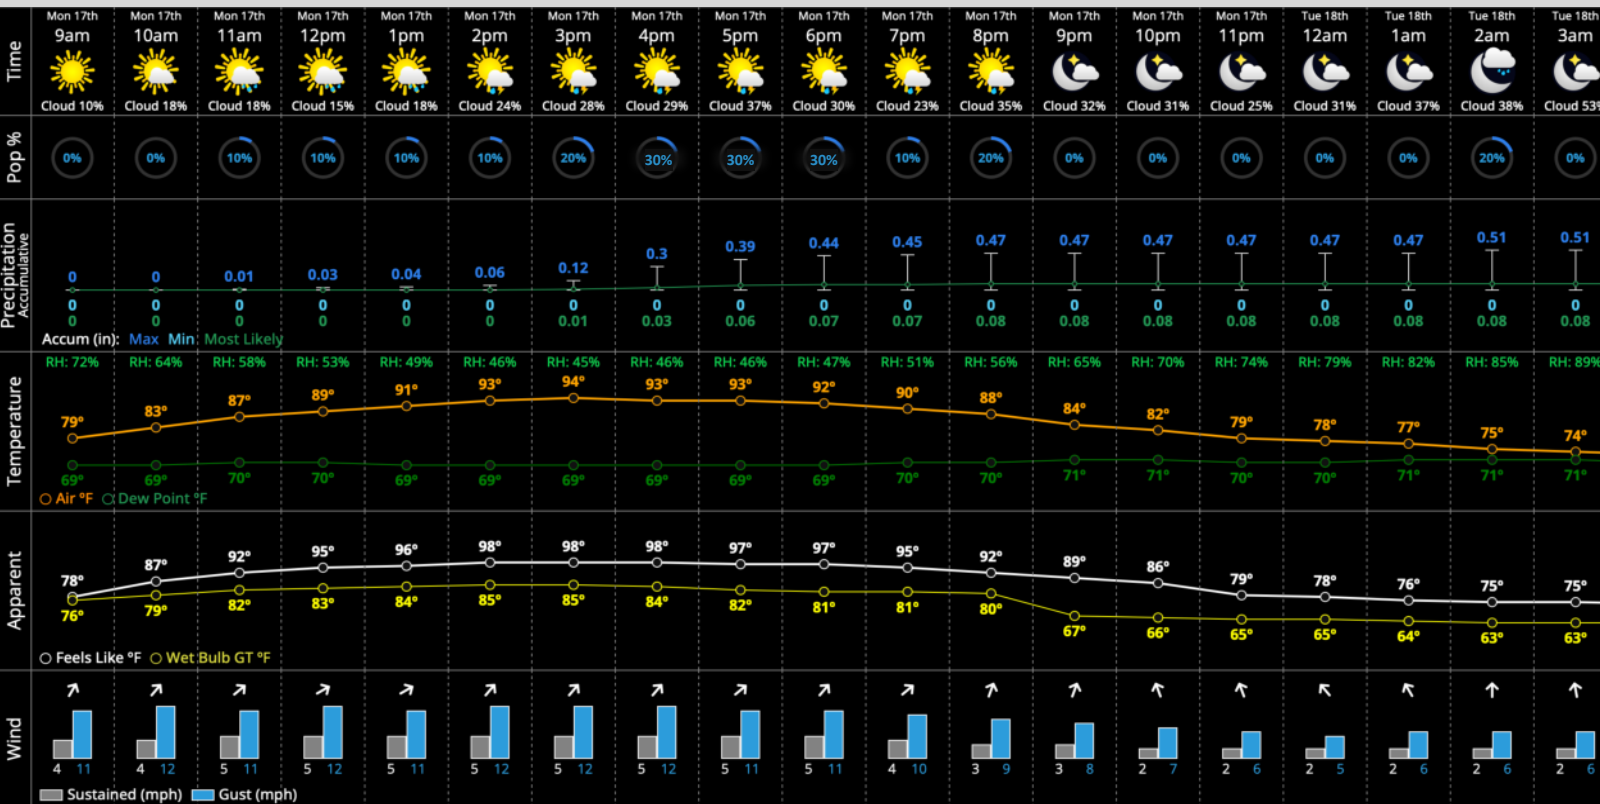 Mon 17th Mon 17th Mon 17th Mon 17th Mon 17th Mon 17th Mon 17th Mon 17th Mon 17th Mon 17th Mon 17th Mon 17th Mon 17th Mon 17th Mon 17th Tue 18th Tue 18th Tue 18th Tue 18th
Time 9am 10am 11am 12pm 1pm 2pm 3pm 4pm 5pm 6pm 7pm 8pm 9pm 10pm 11pm 12am 1am 2am 3am
Cloud 10% Cloud 18% Cloud 18% Cloud 15% Cloud 18% Cloud 24% Cloud 28% Cloud 29% Cloud 37% Cloud 30% Cloud 23% Cloud 35% Cloud 32% Cloud 31% Cloud 25% Cloud 31% Cloud 37% Cloud 38% Cloud 53%
Pop % 0% 0% 10% 10% 10% 10% 20% 30% 30% 30% 10% 20% 0% 0% 0% 0% 0% 20% 0%
Precipitation
Accumulative
0 0 0.01 0.03 0.04 0.06 0.12 0.3 0.39 0.44 0.45 0.47 0.47 0.47 0.47 0.47 0.47 0.51 0.51
0 0 0 0 0 0 0 0 0 0 0 0 0 0 0 0 0 0 0
0 0 0 0 0 0 0.01 0.03 0.06 0.07 0.07 0.08 0.08 0.08 0.08 0.08 0.08 0.08 0.08
Accum (in): Max Min Most Likely
RH: 72% RH: 64% RH: 58% RH: 53% RH: 49% RH: 46% RH: 45% RH: 46% RH: 46% RH: 47% RH: 51% RH: 56% RH: 65% RH: 70% RH: 74% RH: 79% RH: 82% RH: 85% RH: 89%
Temperature
79° 83° 87° 89° 91° 93° 94° 93° 93° 92° 90° 88° 84° 82° 79° 78° 77° 75° 74°
69° 69° 70° 70° 69° 69° 69° 69° 69° 69° 70° 70° 71° 71° 70° 70° 71° 71° 71°
Air °F Dew Point °F
Apparent
78° 87° 92° 95° 96° 98° 98° 98° 97° 97° 95° 92° 89° 86° 79° 78° 76° 75° 75°
76° 79° 82° 83° 84° 85° 85° 84° 82° 81° 81° 80° 67° 66° 65° 65° 64° 63° 63°
Feels Like °F Wet Bulb GT °F
Wind
4 11 4 12 5 11 5 12 5 11 5 12 5 12 5 12 5 11 5 11 4 10 3 9 3 8 2 7 2 6 2 5 2 6 2 6 2 6
Sustained (mph) Gust (mph)